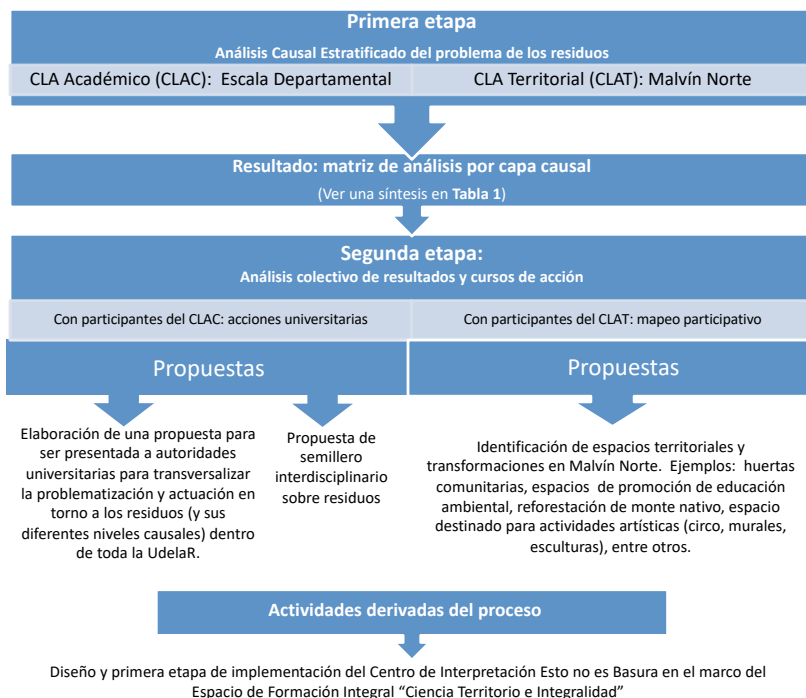 Primera etapa
Análisis Causal Estratificado del problema de los residuos
CLA Académico (CLAC):  Escala Departamental
CLA Territorial (CLAT): Malvín Norte
Resultado: matriz de análisis por capa causal
(Ver una síntesis en Tabla 1)
Segunda etapa:
Análisis colectivo de resultados y cursos de acción
Con participantes del CLAC: acciones universitarias
Con participantes del CLAT: mapeo participativo
Propuestas
Propuestas
Elaboración de una propuesta para
ser presentada a autoridades
universitarias para transversalizar
la problematización y actuación en
torno a los residuos (y sus
diferentes niveles causales) dentro
de toda la UdelaR.
Propuesta de
semillero
interdisciplinario
sobre residuos
Identificación de espacios territoriales y
transformaciones en Malvín Norte.  Ejemplos:  huertas
comunitarias, espacios  de promoción de educación
ambiental, reforestación de monte nativo, espacio
destinado para actividades artísticas (circo, murales,
esculturas), entre otros.
Actividades derivadas del proceso
Diseño y primera etapa de implementación del Centro de Interpretación Esto no es Basura en el marco del
Espacio de Formación Integral “Ciencia Territorio e Integralidad”